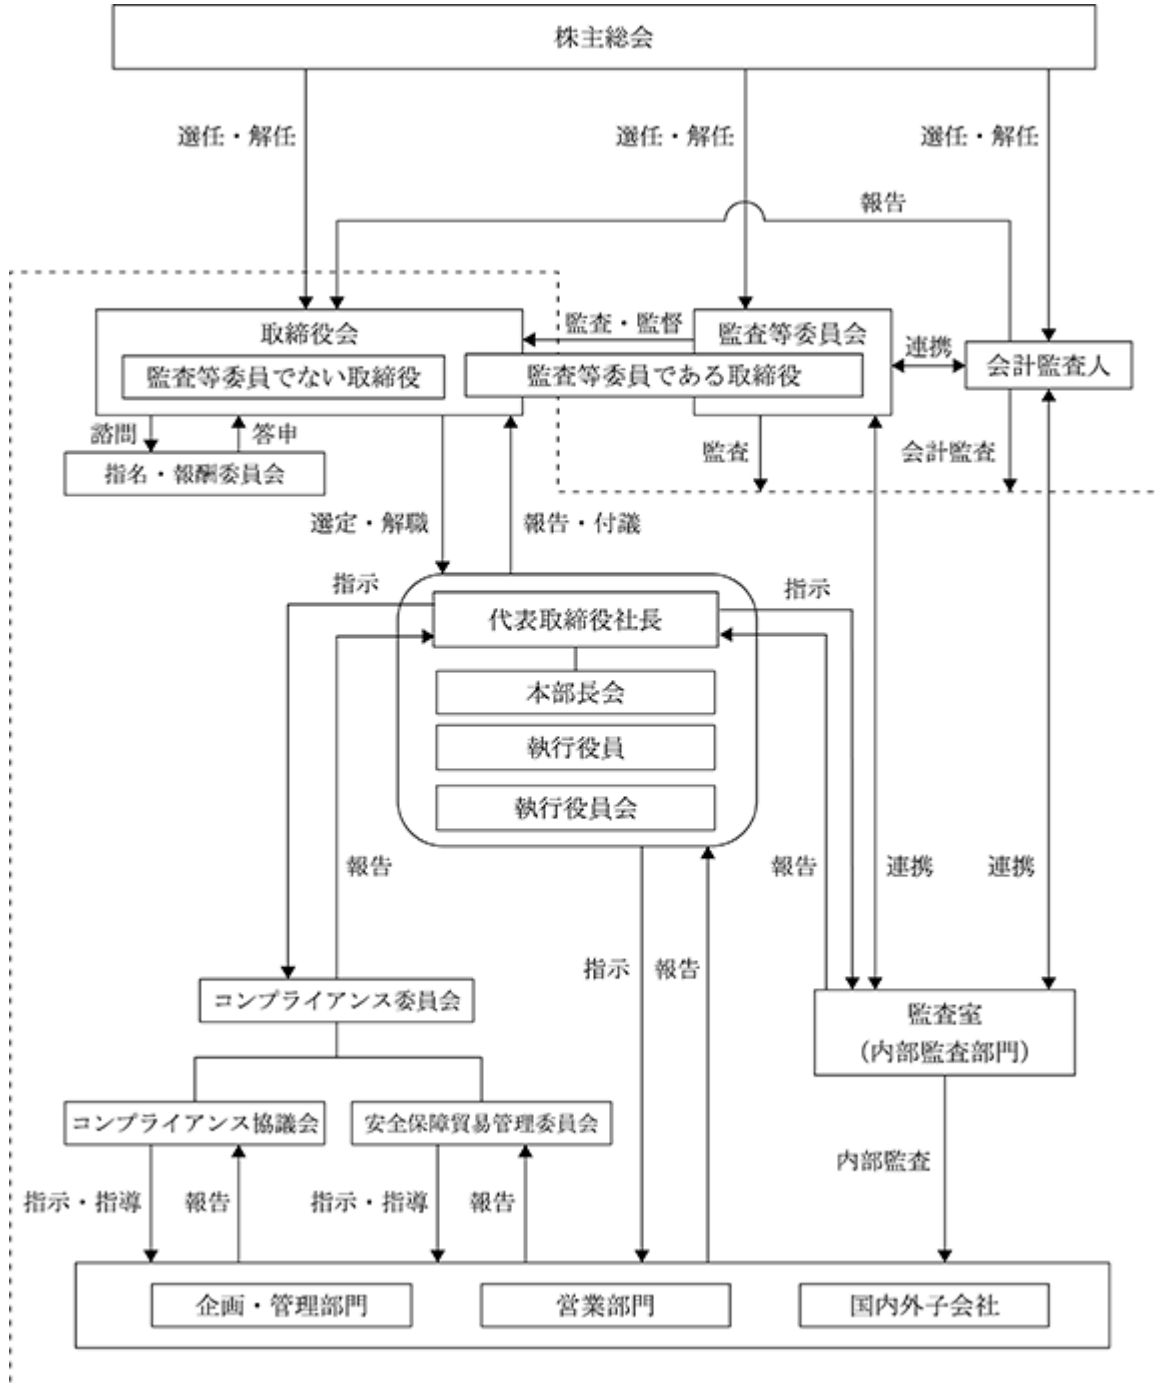 株主総会
選任・解任
選任・解任
選任・解任
報告
取締役会
監査等委員でない取締役
監査・監督
監査等委員会
監査等委員である取締役
連携
会計監査人
諮問
答申
指名・報酬委員会
監査
会計監査
選定・解職
報告・付議
指示
代表取締役社長
指示
本部長会
執行役員
執行役員会
報告
報告
連携
連携
指示
報告
コンプライアンス委員会
監査室
(内部監査部門)
コンプライアンス協議会
安全保障貿易管理委員会
内部監査
指示・指導
報告
指示・指導
報告
企画・管理部門
営業部門
国内外子会社